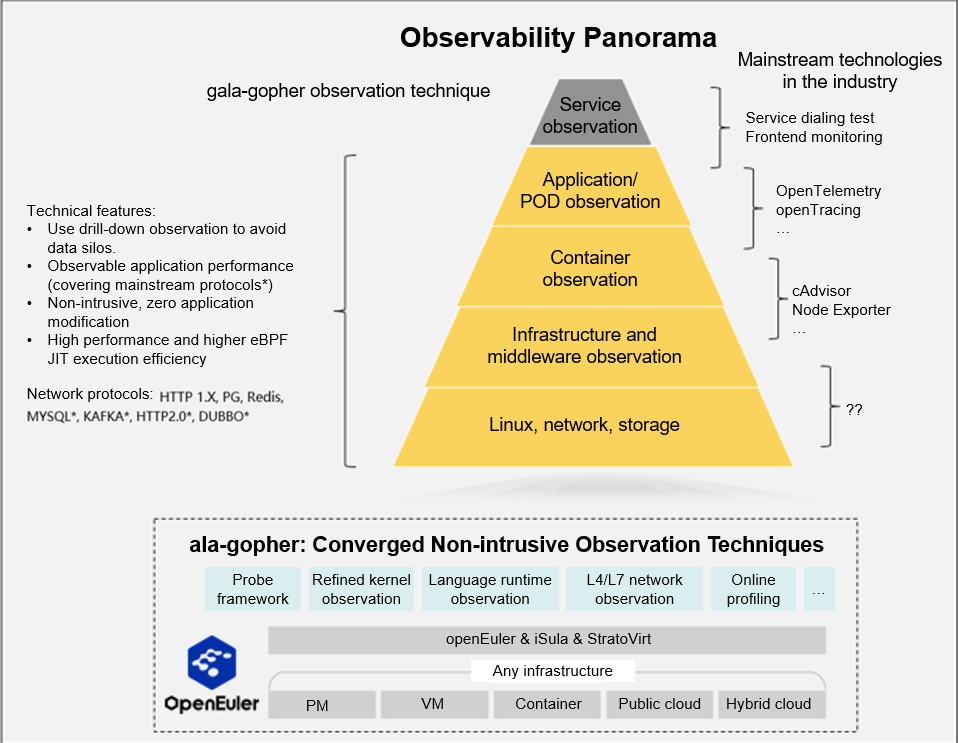 Observability Panorama
gala-gopher observation technique
Mainstream technologies
in the industry
Service
observation
Service dialing test
Frontend monitoring
Application/
POD observation
OpenTelemetry
openTracing
...
Container
observation
cAdvisor
Node Exporter
...
Infrastructure and
middleware observation
Linux, network, storage
??
Technical features:
• Use drill-down observation to avoid
data silos.
• Observable application performance
(covering mainstream protocols*)
• Non-intrusive, zero application
modification
• High performance and higher eBPF
JIT execution efficiency
Network protocols: HTTP 1.X, PG, Redis,
MYSQL*, KAFKA*, HTTP2.0*, DUBBO*
ala-gopher: Converged Non-intrusive Observation Techniques
Probe
framework
Refined kernel
observation
Language runtime
observation
L4/L7 network
observation
Online
profiling
...
openEuler & iSula & StratoVirt
Any infrastructure
OpenEuler
PM
VM
Container
Public cloud
Hybrid cloud